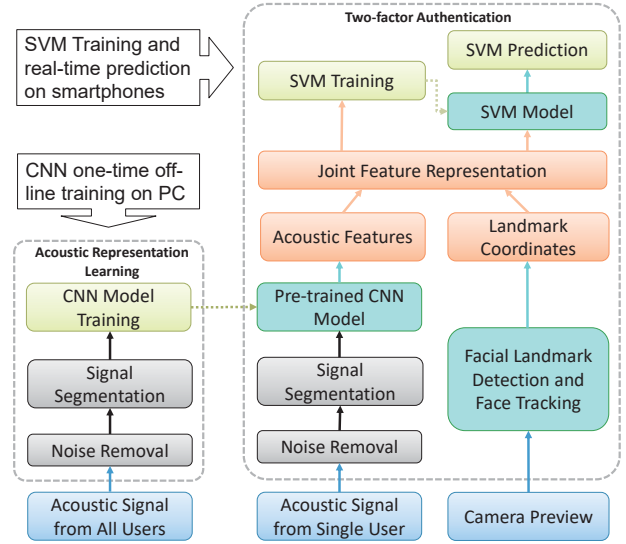 Two-factor Authentication
SVM Training and
real-time prediction
on smartphones
SVM Prediction
SVM Training
SVM Model
Joint Feature Representation
CNN one-time off-
line training on PC
Acoustic Features
Landmark
Coordinates
Acoustic Representation
Learning
CNN Model
Training
Pre-trained CNN
Model
Facial Landmark
Detection and
Face Tracking
Signal
Segmentation
Signal
Segmentation
Noise Removal
Noise Removal
Acoustic Signal
from All Users
Acoustic Signal
from Single User
Camera Preview